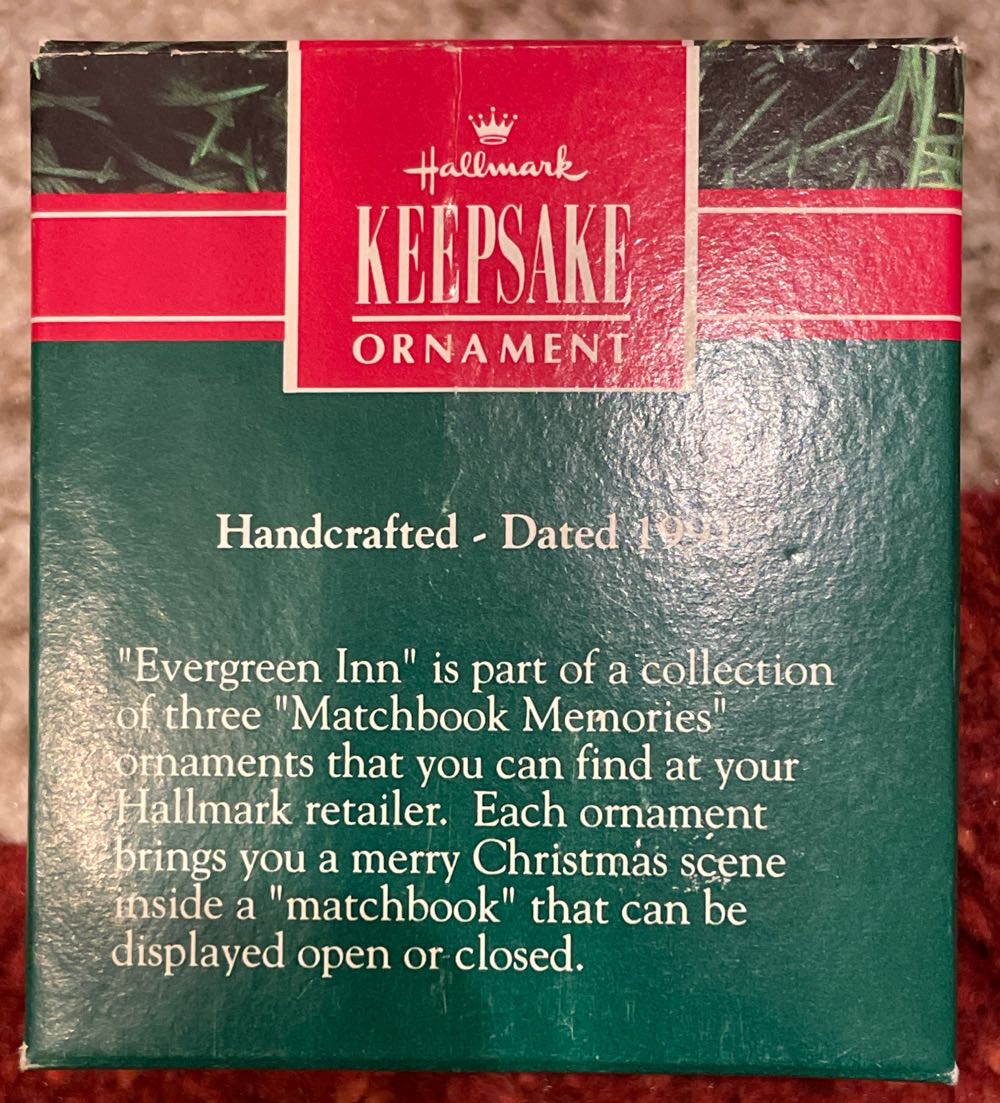 Hallmark
KEEPSAKE
ORNAMENT
Handcrafted - Dated 1991
"Evergreen Inn" is part of a collection
of three "Matchbook Memories"
ornaments that you can find at your
Hallmark retailer. Each ornament
brings you a merry Christmas scene
inside a "matchbook" that can be
displayed open or closed.